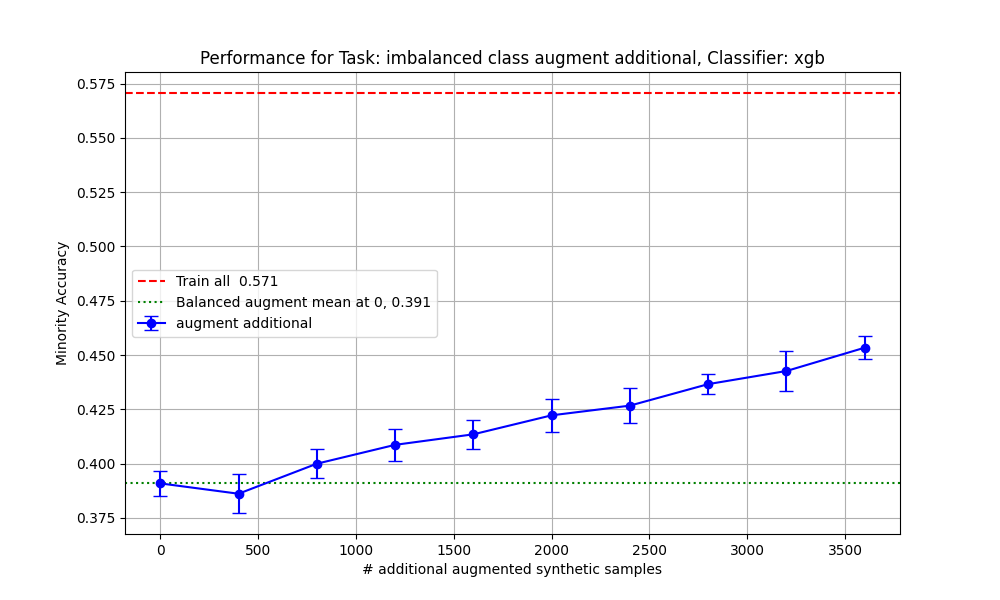 Performance for Task: imbalanced class augment additional, Classifier: xgb
Minority Accuracy
0.575
0.550
0.525
0.500
0.475
0.450
0.425
0.400
0.375
Train all  0.571
Balanced augment mean at 0, 0.391
augment additional
0 500 1000 1500 2000 2500 3000 3500
# additional augmented synthetic samples